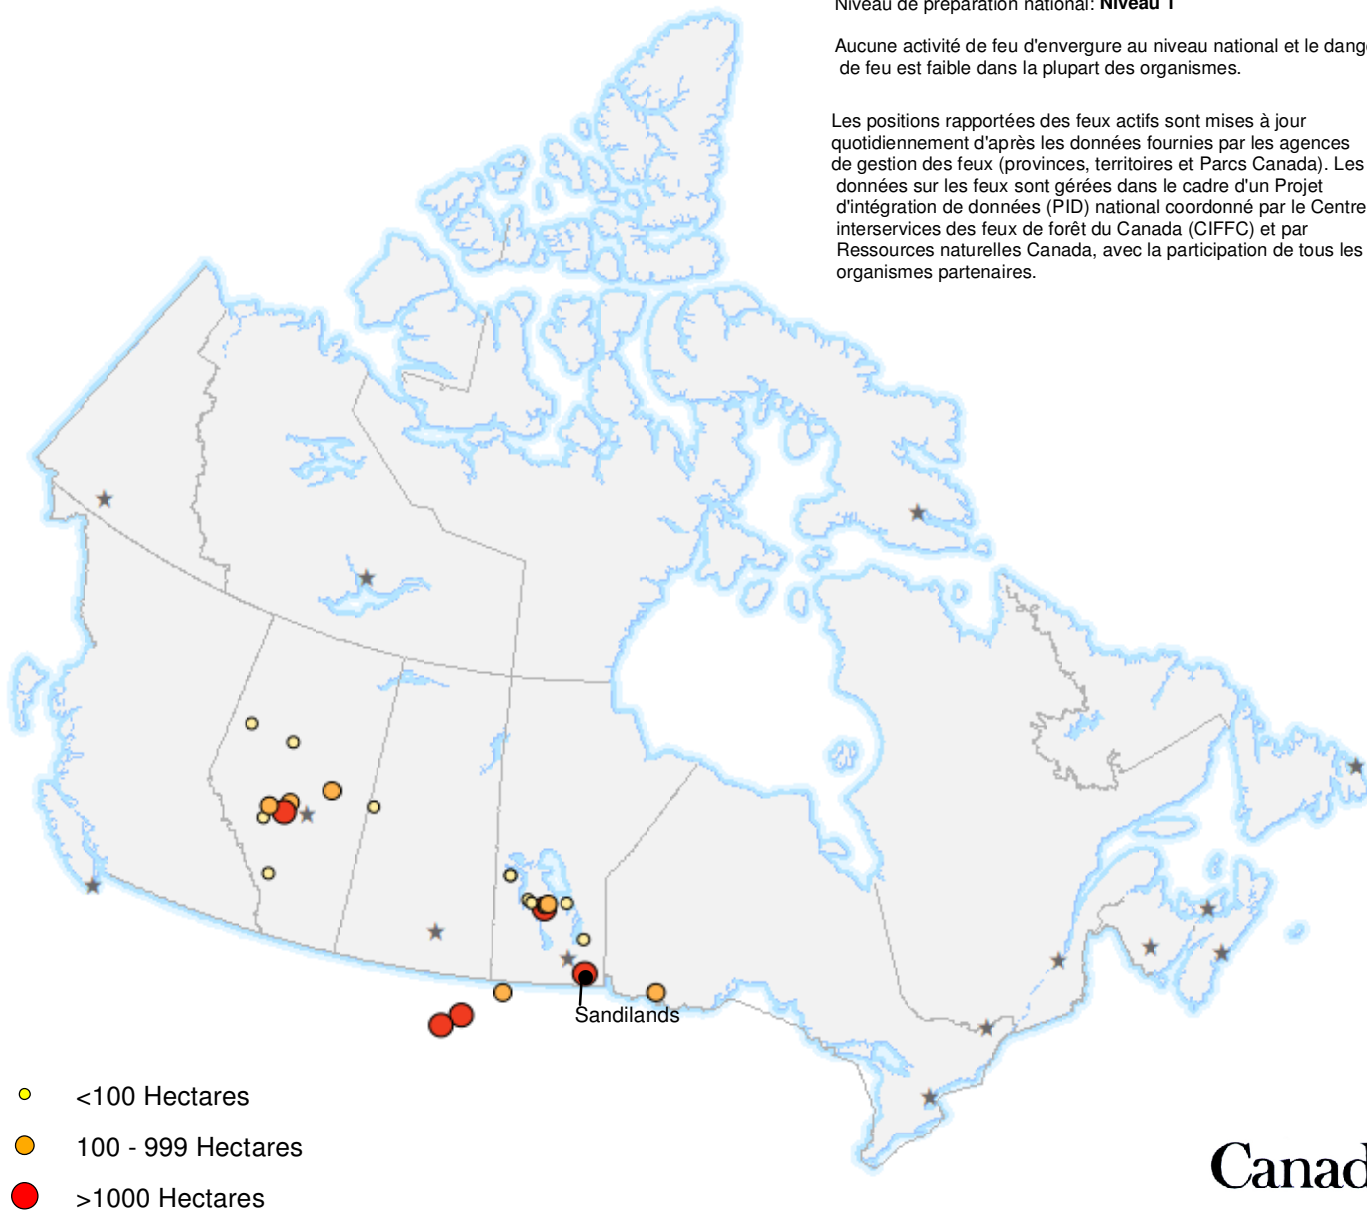 Niveau de préparation national: Niveau 1
Aucune activité de feu d'envergure au niveau national et le dange
de feu est faible dans la plupart des organismes.
Les positions rapportées des feux actifs sont mises à jour
quotidiennement d'après les données fournies par les agences
de gestion des feux (provinces, territoires et Parcs Canada). Les
données sur les feux sont gérées dans le cadre d'un Projet
d'intégration de données (PID) national coordonné par le Centre
interservices des feux de forêt du Canada (CIFFC) et par
Ressources naturelles Canada, avec la participation de tous les
organismes partenaires.
Sandilands
<100 Hectares
100 - 999 Hectares
>1000 Hectares
Canad